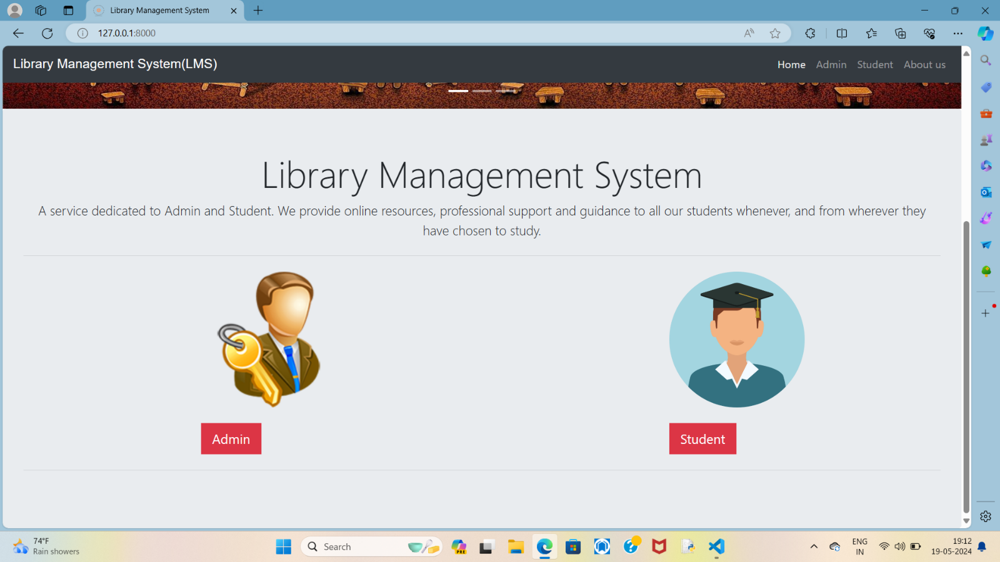 Library Management System
127.0.0.1:8000
Library Management System(LMS)
Home Admin Student About us
Library Management System
A service dedicated to Admin and Student. We provide online resources, professional support and guidance to all our students whenever, and from wherever they
have chosen to study.
Admin
Student
74°F
Rain showers
Search
PRE
ENG
IN
19:12
19-05-2024